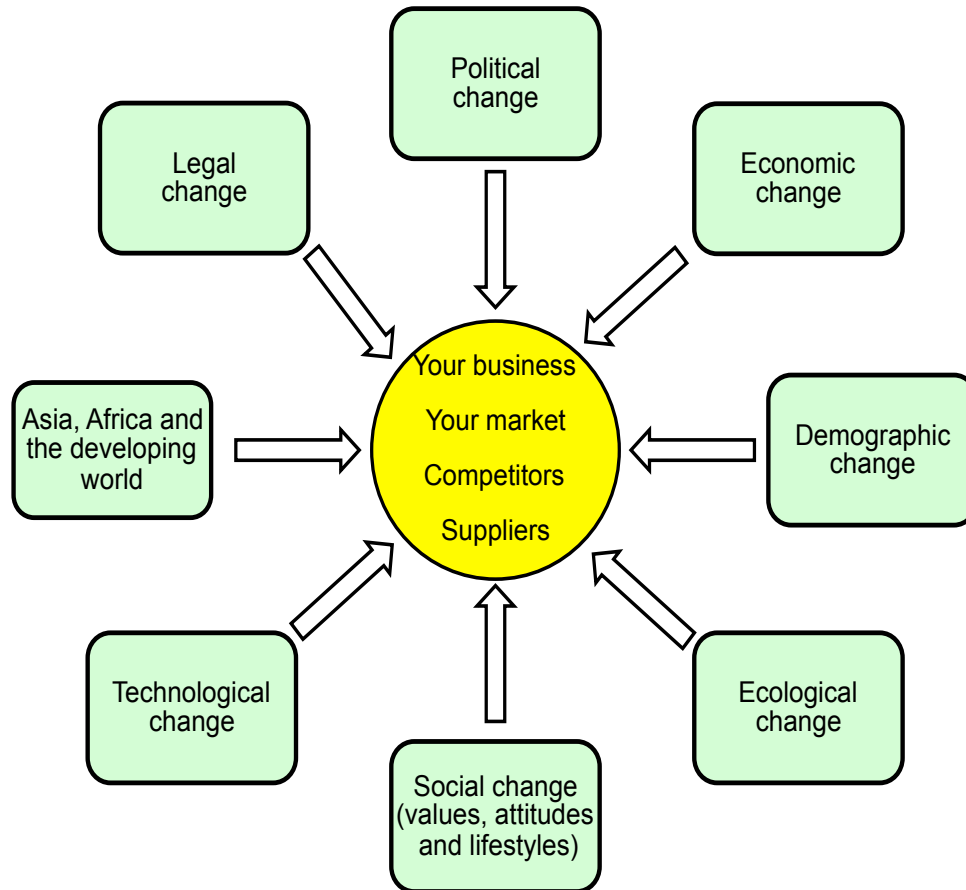 Political
change
Legal
change
Economic
change
Your business
Your market
Competitors
Suppliers
Asia, Africa and
the developing
world
Demographic
change
Technological
change
Ecological
change
Social change
(values, attitudes
and lifestyles)